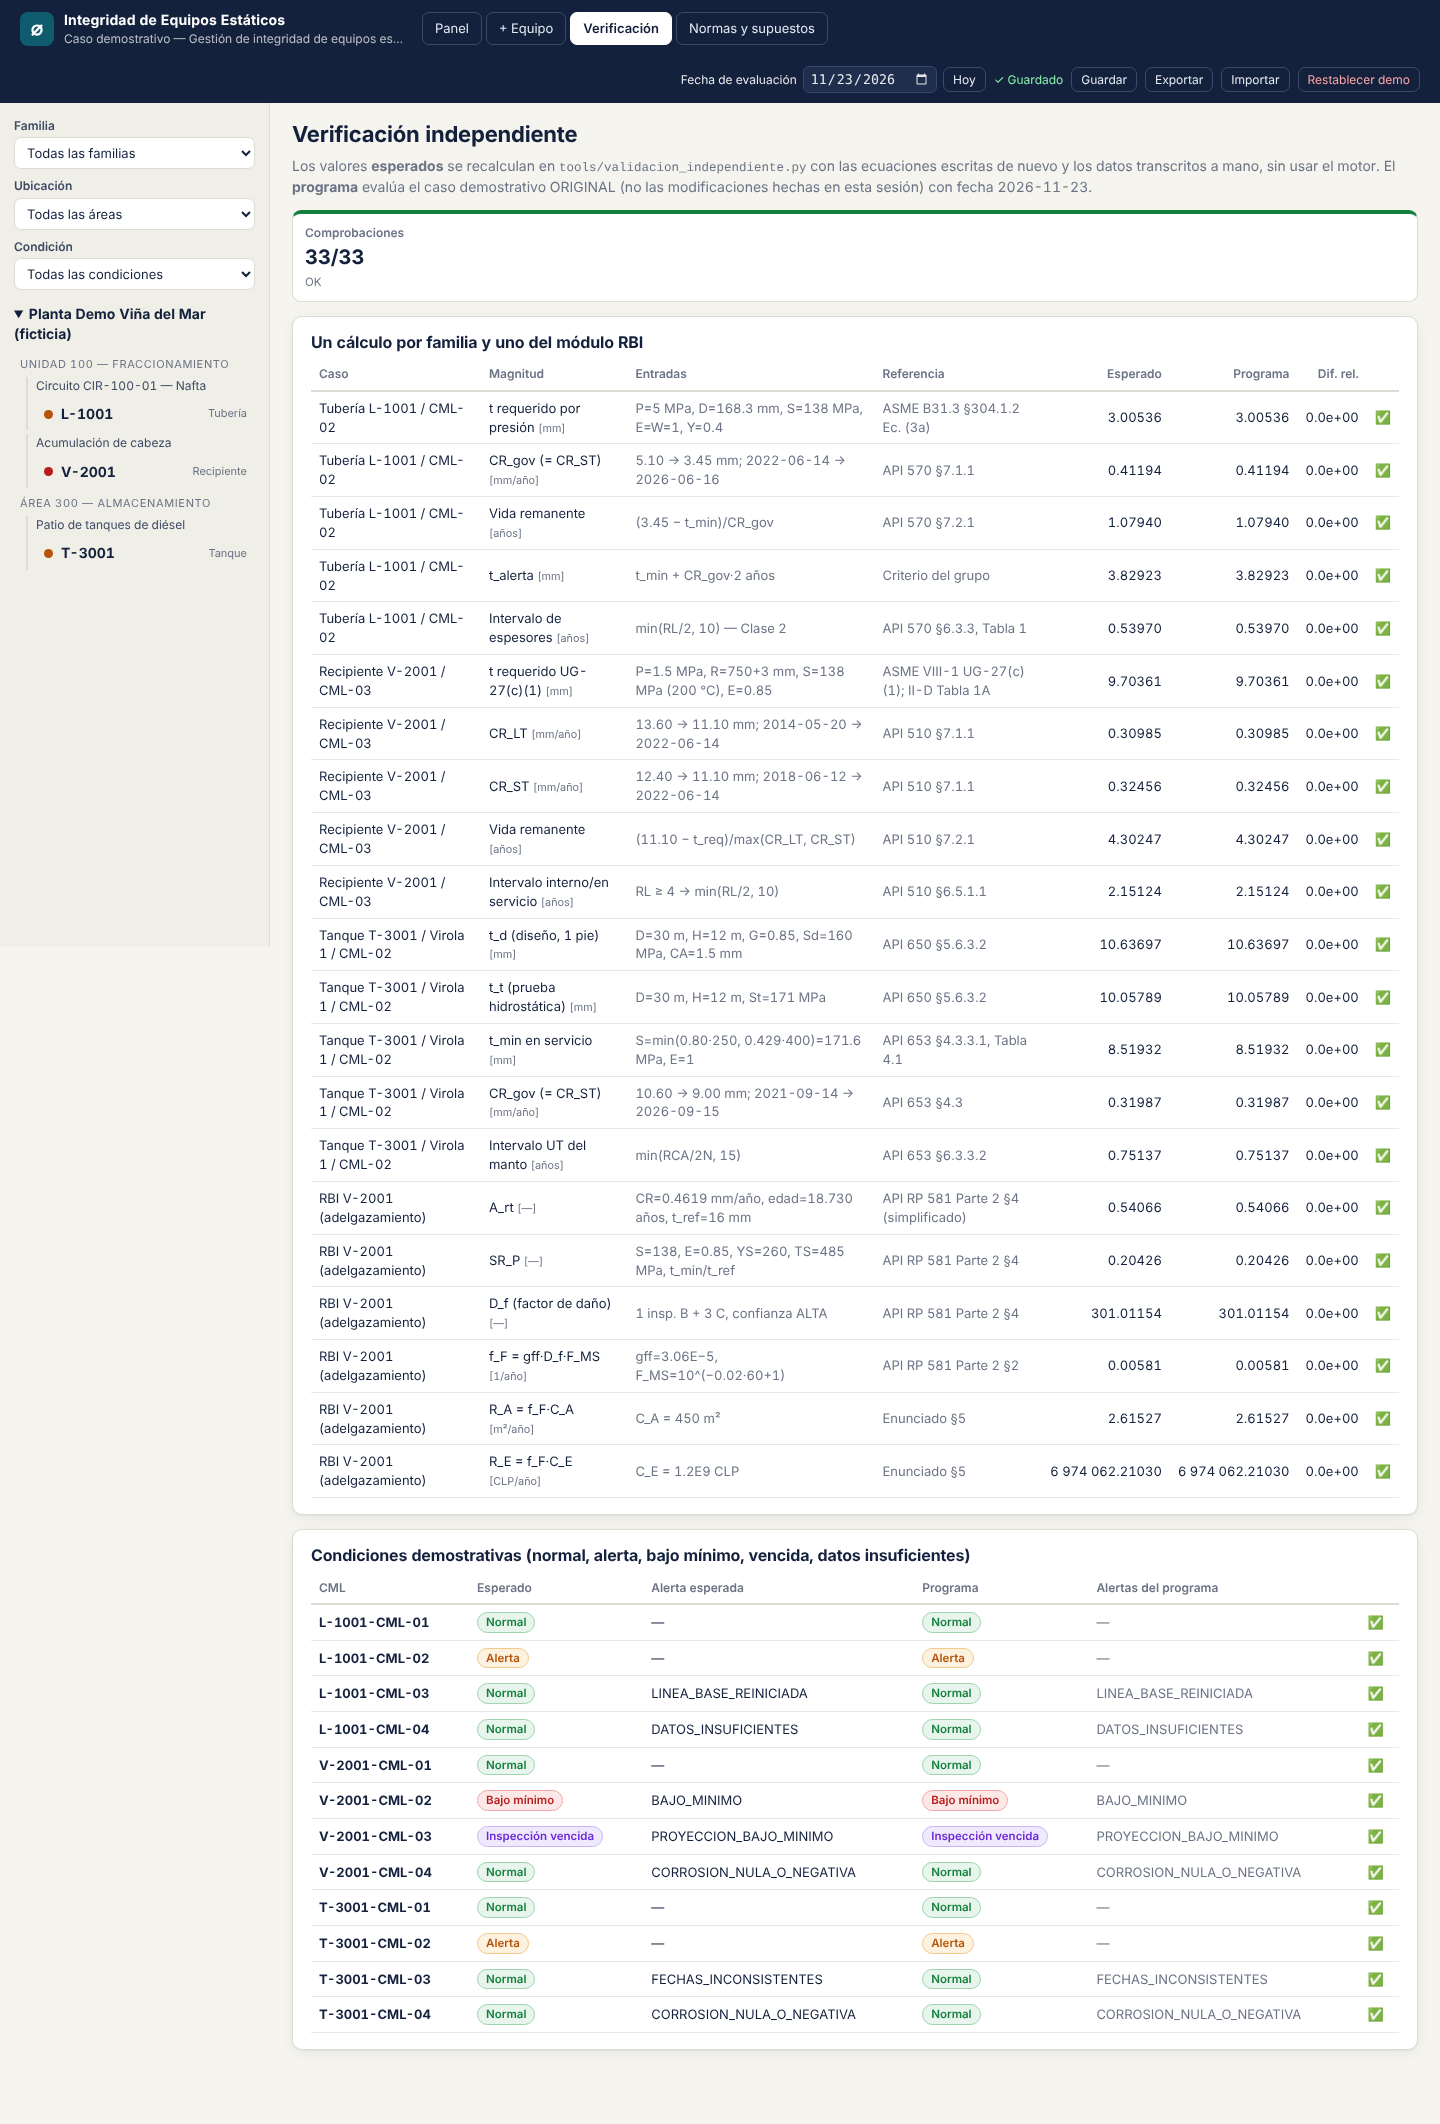 Integridad de Equipos Estáticos
Caso demostrativo — Gestión de integridad de equipos es...
Panel
+ Equipo
Verificación
Normas y supuestos
Fecha de evaluación 11/23/2026 Hoy ✓ Guardado Guardar Exportar Importar Restablecer demo
Familia
Todas las familias
Ubicación
Todas las áreas
Condición
Todas las condiciones
▼ Planta Demo Viña del Mar
(ficticia)
UNIDAD 100 — FRACCIONAMIENTO
Circuito CIR-100-01 — Nafta
L-1001 Tubería
Acumulación de cabeza
V-2001 Recipiente
ÁREA 300 — ALMACENAMIENTO
Patio de tanques de diésel
T-3001 Tanque
Verificación independiente
Los valores esperados se recalculan en tools/validacion_independiente.py con las ecuaciones escritas de nuevo y los datos transcritos a mano, sin usar el motor. El
programa evalúa el caso demostrativo ORIGINAL (no las modificaciones hechas en esta sesión) con fecha 2026-11-23.
Comprobaciones
33/33
OK
Un cálculo por familia y uno del módulo RBI
Caso Magnitud Entradas Referencia Esperado Programa Dif. rel.
Tubería L-1001 / CML- t requerido por P=5 MPa, D=168.3 mm, S=138 MPa, ASME B31.3 §304.1.2
02 presión [mm] E=W=1, Y=0.4 Ec. (3a) 3.00536 3.00536 0.0e+00 ✅
Tubería L-1001 / CML- CR_gov (= CR_ST) 5.10 → 3.45 mm; 2022-06-14 →
02 [mm/año] 2026-06-16 API 570 §7.1.1 0.41194 0.41194 0.0e+00 ✅
Tubería L-1001 / CML- Vida remanente
02 [años] (3.45 − t_min)/CR_gov API 570 §7.2.1 1.07940 1.07940 0.0e+00 ✅
Tubería L-1001 / CML-
02 t_alerta [mm] t_min + CR_gov·2 años Criterio del grupo 3.82923 3.82923 0.0e+00 ✅
Tubería L-1001 / CML- Intervalo de
02 espesores [años] min(RL/2, 10) — Clase 2 API 570 §6.3.3, Tabla 1 0.53970 0.53970 0.0e+00 ✅
Recipiente V-2001 / t requerido UG- P=1.5 MPa, R=750+3 mm, S=138 ASME VIII-1 UG-27(c)
CML-03 27(c)(1) [mm] MPa (200 °C), E=0.85 (1); II-D Tabla 1A 9.70361 9.70361 0.0e+00 ✅
Recipiente V-2001 / 13.60 → 11.10 mm; 2014-05-20 →
CML-03 CR_LT [mm/año] 2022-06-14 API 510 §7.1.1 0.30985 0.30985 0.0e+00 ✅
Recipiente V-2001 / 12.40 → 11.10 mm; 2018-06-12 →
CML-03 CR_ST [mm/año] 2022-06-14 API 510 §7.1.1 0.32456 0.32456 0.0e+00 ✅
Recipiente V-2001 / Vida remanente
CML-03 [años] (11.10 − t_req)/max(CR_LT, CR_ST) API 510 §7.2.1 4.30247 4.30247 0.0e+00 ✅
Recipiente V-2001 / Intervalo interno/en
CML-03 servicio [años] RL ≥ 4 → min(RL/2, 10) API 510 §6.5.1.1 2.15124 2.15124 0.0e+00 ✅
Tanque T-3001 / Virola t_d (diseño, 1 pie) D=30 m, H=12 m, G=0.85, Sd=160
1 / CML-02 [mm] MPa, CA=1.5 mm API 650 §5.6.3.2 10.63697 10.63697 0.0e+00 ✅
Tanque T-3001 / Virola t_t (prueba
1 / CML-02 hidrostática) [mm] D=30 m, H=12 m, St=171 MPa API 650 §5.6.3.2 10.05789 10.05789 0.0e+00 ✅
Tanque T-3001 / Virola t_min en servicio S=min(0.80·250, 0.429·400)=171.6 API 653 §4.3.3.1, Tabla
1 / CML-02 [mm] MPa, E=1 4.1 8.51932 8.51932 0.0e+00 ✅
Tanque T-3001 / Virola CR_gov (= CR_ST) 10.60 → 9.00 mm; 2021-09-14 →
1 / CML-02 [mm/año] 2026-09-15 API 653 §4.3 0.31987 0.31987 0.0e+00 ✅
Tanque T-3001 / Virola Intervalo UT del
1 / CML-02 manto [años] min(RCA/2N, 15) API 653 §6.3.3.2 0.75137 0.75137 0.0e+00 ✅
RBI V-2001 CR=0.4619 mm/año, edad=18.730 API RP 581 Parte 2 §4
(adelgazamiento) A_rt [—] años, t_ref=16 mm (simplificado) 0.54066 0.54066 0.0e+00 ✅
RBI V-2001 S=138, E=0.85, YS=260, TS=485
(adelgazamiento) SR_P [—] MPa, t_min/t_ref API RP 581 Parte 2 §4 0.20426 0.20426 0.0e+00 ✅
RBI V-2001 D_f (factor de daño)
(adelgazamiento) [—] 1 insp. B + 3 C, confianza ALTA API RP 581 Parte 2 §4 301.01154 301.01154 0.0e+00 ✅
RBI V-2001 f_F = gff·D_f·F_MS gff=3.06E−5,
(adelgazamiento) [1/año] F_MS=10^(−0.02·60+1) API RP 581 Parte 2 §2 0.00581 0.00581 0.0e+00 ✅
RBI V-2001 R_A = f_F·C_A
(adelgazamiento) [m²/año] C_A = 450 m² Enunciado §5 2.61527 2.61527 0.0e+00 ✅
RBI V-2001 R_E = f_F·C_E
(adelgazamiento) [CLP/año] C_E = 1.2E9 CLP Enunciado §5 6 974 062.21030 6 974 062.21030 0.0e+00 ✅
Condiciones demostrativas (normal, alerta, bajo mínimo, vencida, datos insuficientes)
CML Esperado Alerta esperada Programa Alertas del programa
L-1001-CML-01 Normal — Normal — ✅
L-1001-CML-02 Alerta — Alerta — ✅
L-1001-CML-03 Normal LINEA_BASE_REINICIADA Normal LINEA_BASE_REINICIADA ✅
L-1001-CML-04 Normal DATOS_INSUFICIENTES Normal DATOS_INSUFICIENTES ✅
V-2001-CML-01 Normal — Normal — ✅
V-2001-CML-02 Bajo mínimo BAJO_MINIMO Bajo mínimo BAJO_MINIMO ✅
V-2001-CML-03 Inspección vencida PROYECCION_BAJO_MINIMO Inspección vencida PROYECCION_BAJO_MINIMO ✅
V-2001-CML-04 Normal CORROSION_NULA_O_NEGATIVA Normal CORROSION_NULA_O_NEGATIVA ✅
T-3001-CML-01 Normal — Normal — ✅
T-3001-CML-02 Alerta — Alerta — ✅
T-3001-CML-03 Normal FECHAS_INCONSISTENTES Normal FECHAS_INCONSISTENTES ✅
T-3001-CML-04 Normal CORROSION_NULA_O_NEGATIVA Normal CORROSION_NULA_O_NEGATIVA ✅